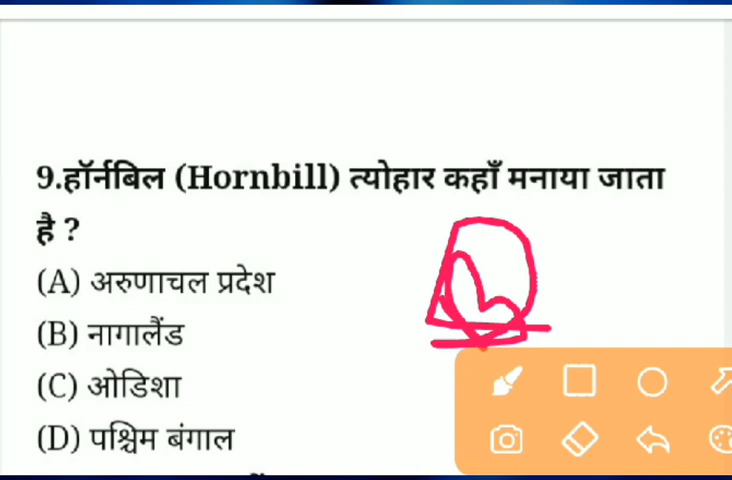 9.हॉर्नबिल (Hornbill) त्योहार कहाँ मनाया जाता
है ?
(A) अरुणाचल प्रदेश
(B) नागालैंड
(C) ओडिशा
(D) पश्चिम बंगाल